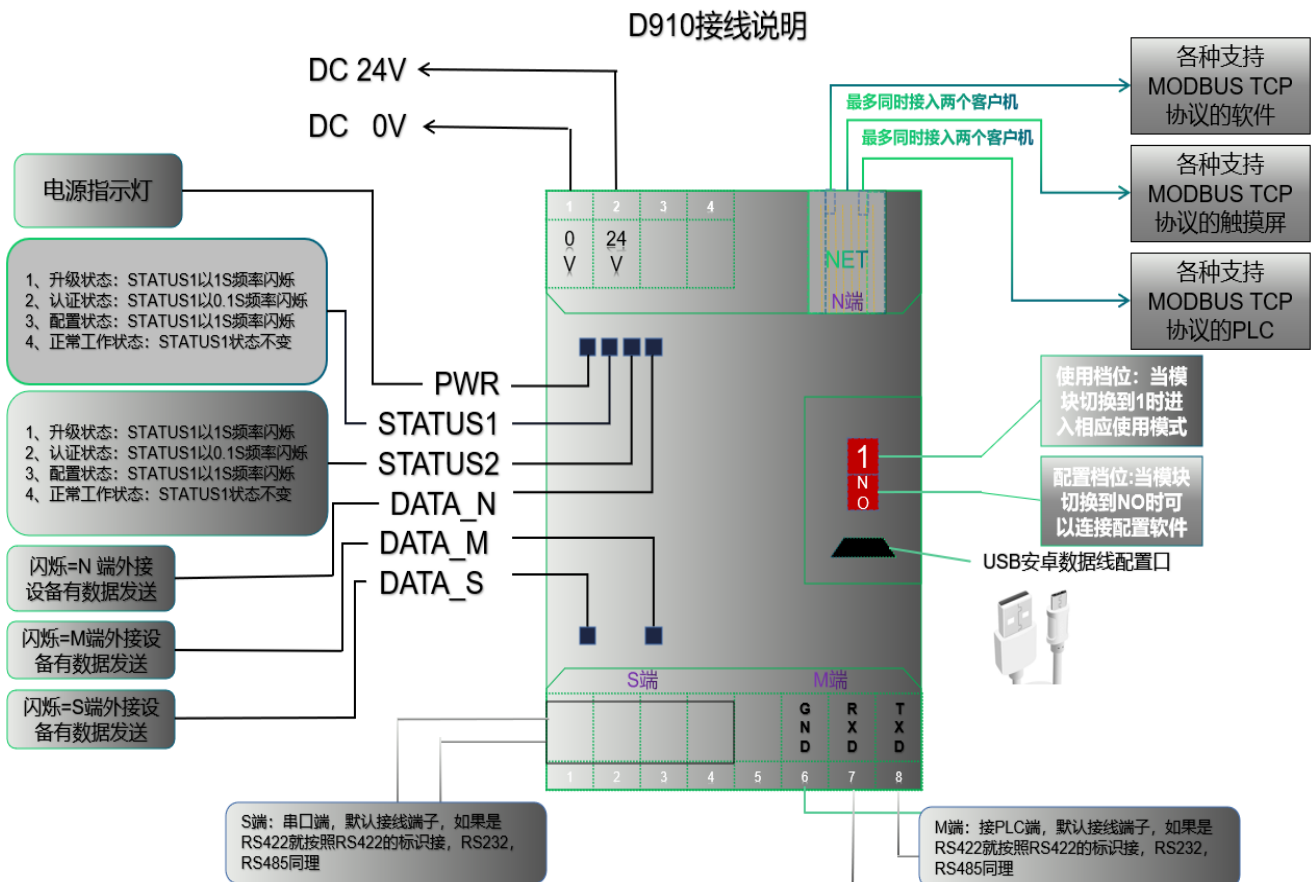 D910接线说明
DC 24V
DC 0V
最多同时接入两个客户机
最多同时接入两个客户机
各种支持
MODBUS TCP
协议的软件
各种支持
MODBUS TCP
协议的触摸屏
各种支持
MODBUS TCP
协议的PLC
电源指示灯
1、升级状态：STATUS1以1S频率闪烁
2、认证状态：STATUS1以0.1S频率闪烁
3、配置状态：STATUS1以1S频率闪烁
4、正常工作状态：STATUS1状态不变
1、升级状态：STATUS1以1S频率闪烁
2、认证状态：STATUS1以0.1S频率闪烁
3、配置状态：STATUS1以1S频率闪烁
4、正常工作状态：STATUS1状态不变
闪烁=N 端外接
设备有数据发送
闪烁=M端外接设
备有数据发送
闪烁=S端外接设
备有数据发送
PWR
STATUS1
STATUS2
DATA_N
DATA_M
DATA_S
1 2 3 4
0V 24V
NET
N端
使用档位：当模
块切换到1时进
入相应使用模式
1
NO
配置档位:当模块
切换到NO时可
以连接配置软件
USB安卓数据线配置口
S端 M端
GND RXD TXD
1 2 3 4 5 6 7 8
S端：串口端，默认接线端子，如果是
RS422就按照RS422的标识接，RS232，
RS485同理
M端：接PLC端，默认接线端子，如果是
RS422就按照RS422的标识接，RS232，
RS485同理